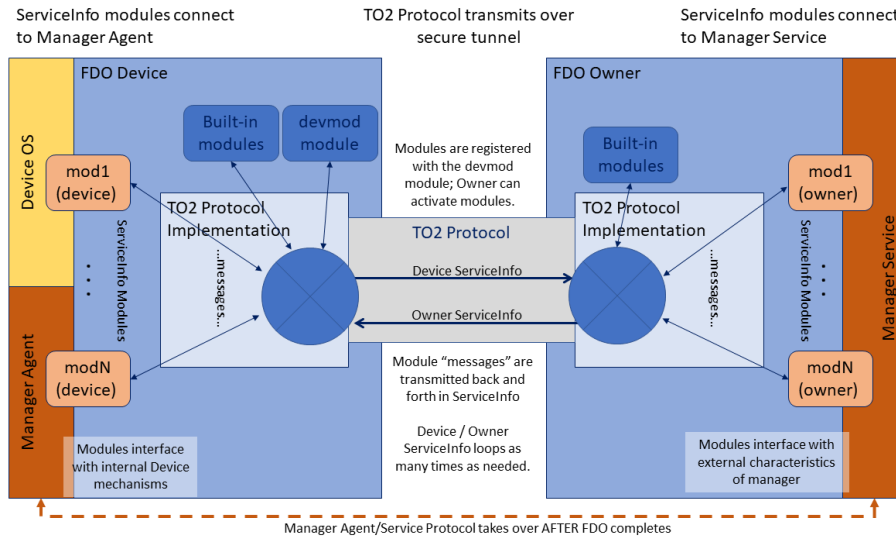 ServiceInfo modules connect
to Manager Agent
TO2 Protocol transmits over
secure tunnel
ServiceInfo modules connect
to Manager Service
FDO Device
FDO Owner
Device OS
Manager Agent
Built-in
modules
devmod
module
mod1
(device)
ServiceInfo Modules
. . .
modN
(device)
TO2 Protocol
Implementation
...messages...
Modules interface
with internal Device
mechanisms
Modules are registered
with the devmod
module; Owner can
activate modules.
TO2 Protocol
Device ServiceInfo
Owner ServiceInfo
Module “messages” are
transmitted back and
forth in ServiceInfo
Device / Owner
ServiceInfo loops as
many times as needed.
Built-in
modules
TO2 Protocol
Implementation
...messages...
mod1
(owner)
ServiceInfo Modules
. . .
modN
(owner)
Modules interface with
external characteristics
of manager
Manager Service
Manager Agent/Service Protocol takes over AFTER FDO completes